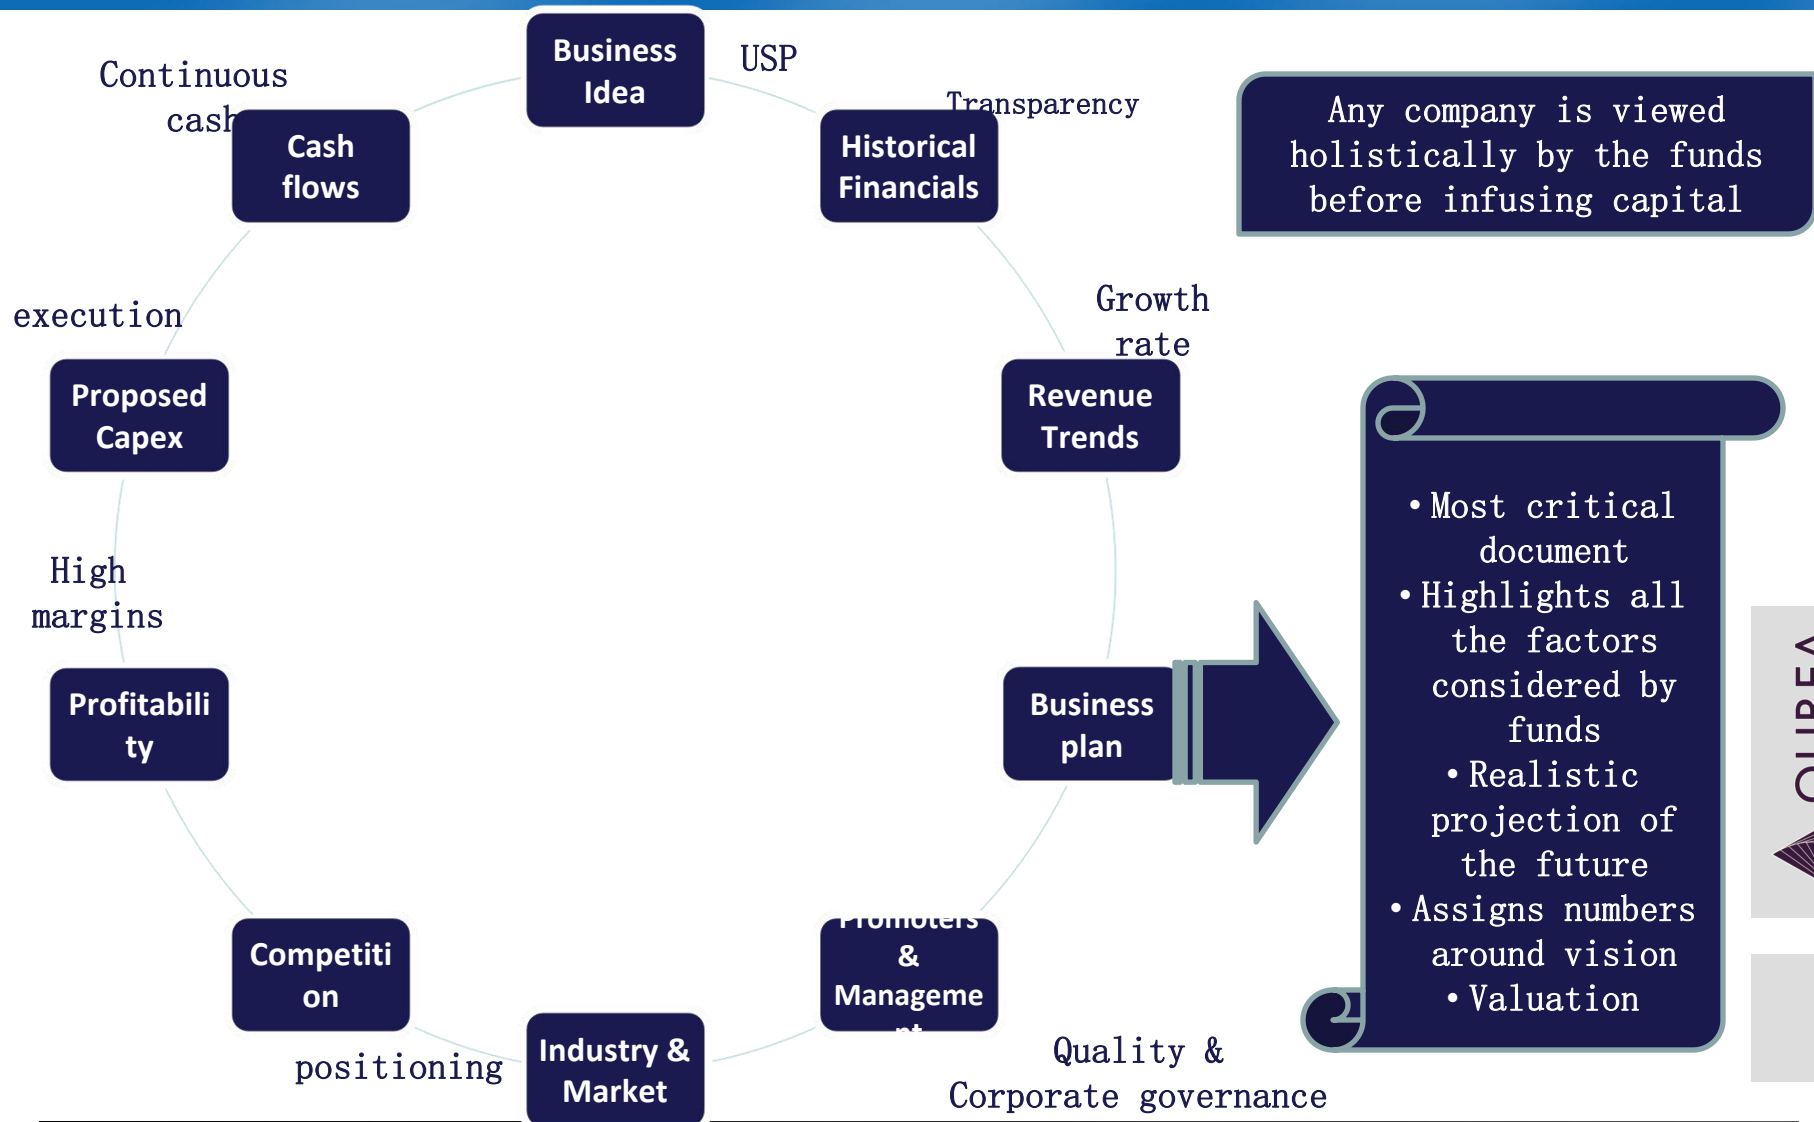 Business
Idea
USP
Continuous
cash
Cash
flows
Transparency
Historical
Financials
Any company is viewed
holistically by the funds
before infusing capital
execution
Growth
rate
Proposed
Capex
Revenue
Trends
High
margins
Profitabili
ty
Business
plan
• Most critical
document
• Highlights all
the factors
considered by
funds
• Realistic
projection of
the future
• Assigns numbers
around vision
• Valuation
Competiti
on
Promoters
&
Manageme
nt
positioning
Industry &
Market
Quality &
Corporate governance